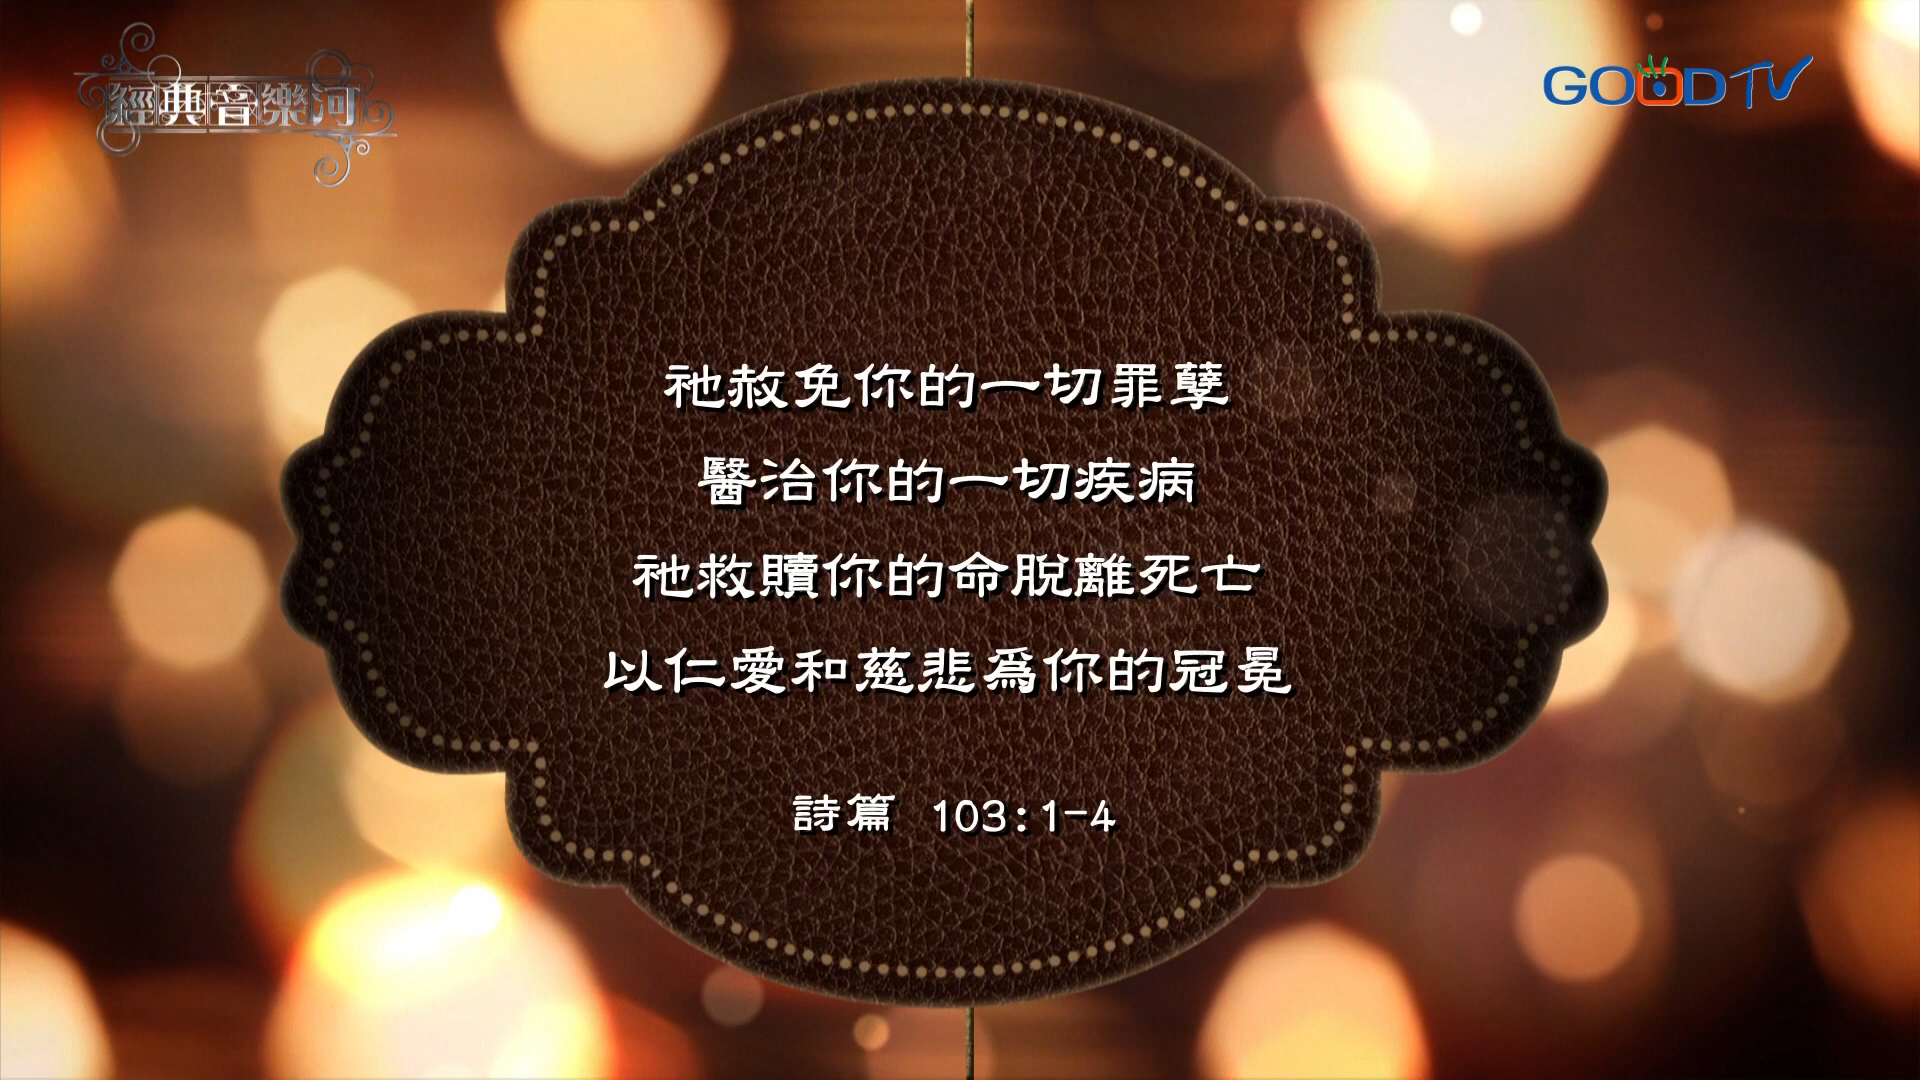 經典音樂河
GOODTV
祂赦免你的一切罪孽
醫治你的一切疾病
祂救贖你的命脫離死亡
以仁愛和慈悲為你的冠冕
詩篇 103:1-4